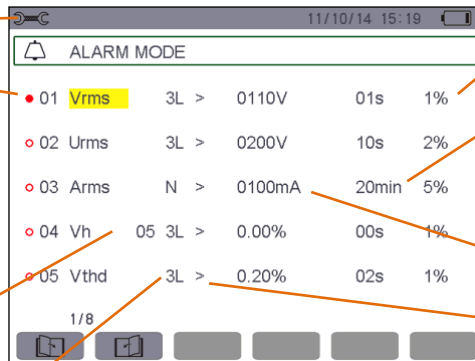 11/10/14 15:19
ALARM MODE
01 Vrms 3L > 0110V 01s 1%
02 Urms 3L > 0200V 10s 2%
03 Arms N > 0100mA 20min 5%
04 Vh 05 3L > 0.00% 00s 1%
05 Vthd 3L > 0.20% 02s 1%
1/8